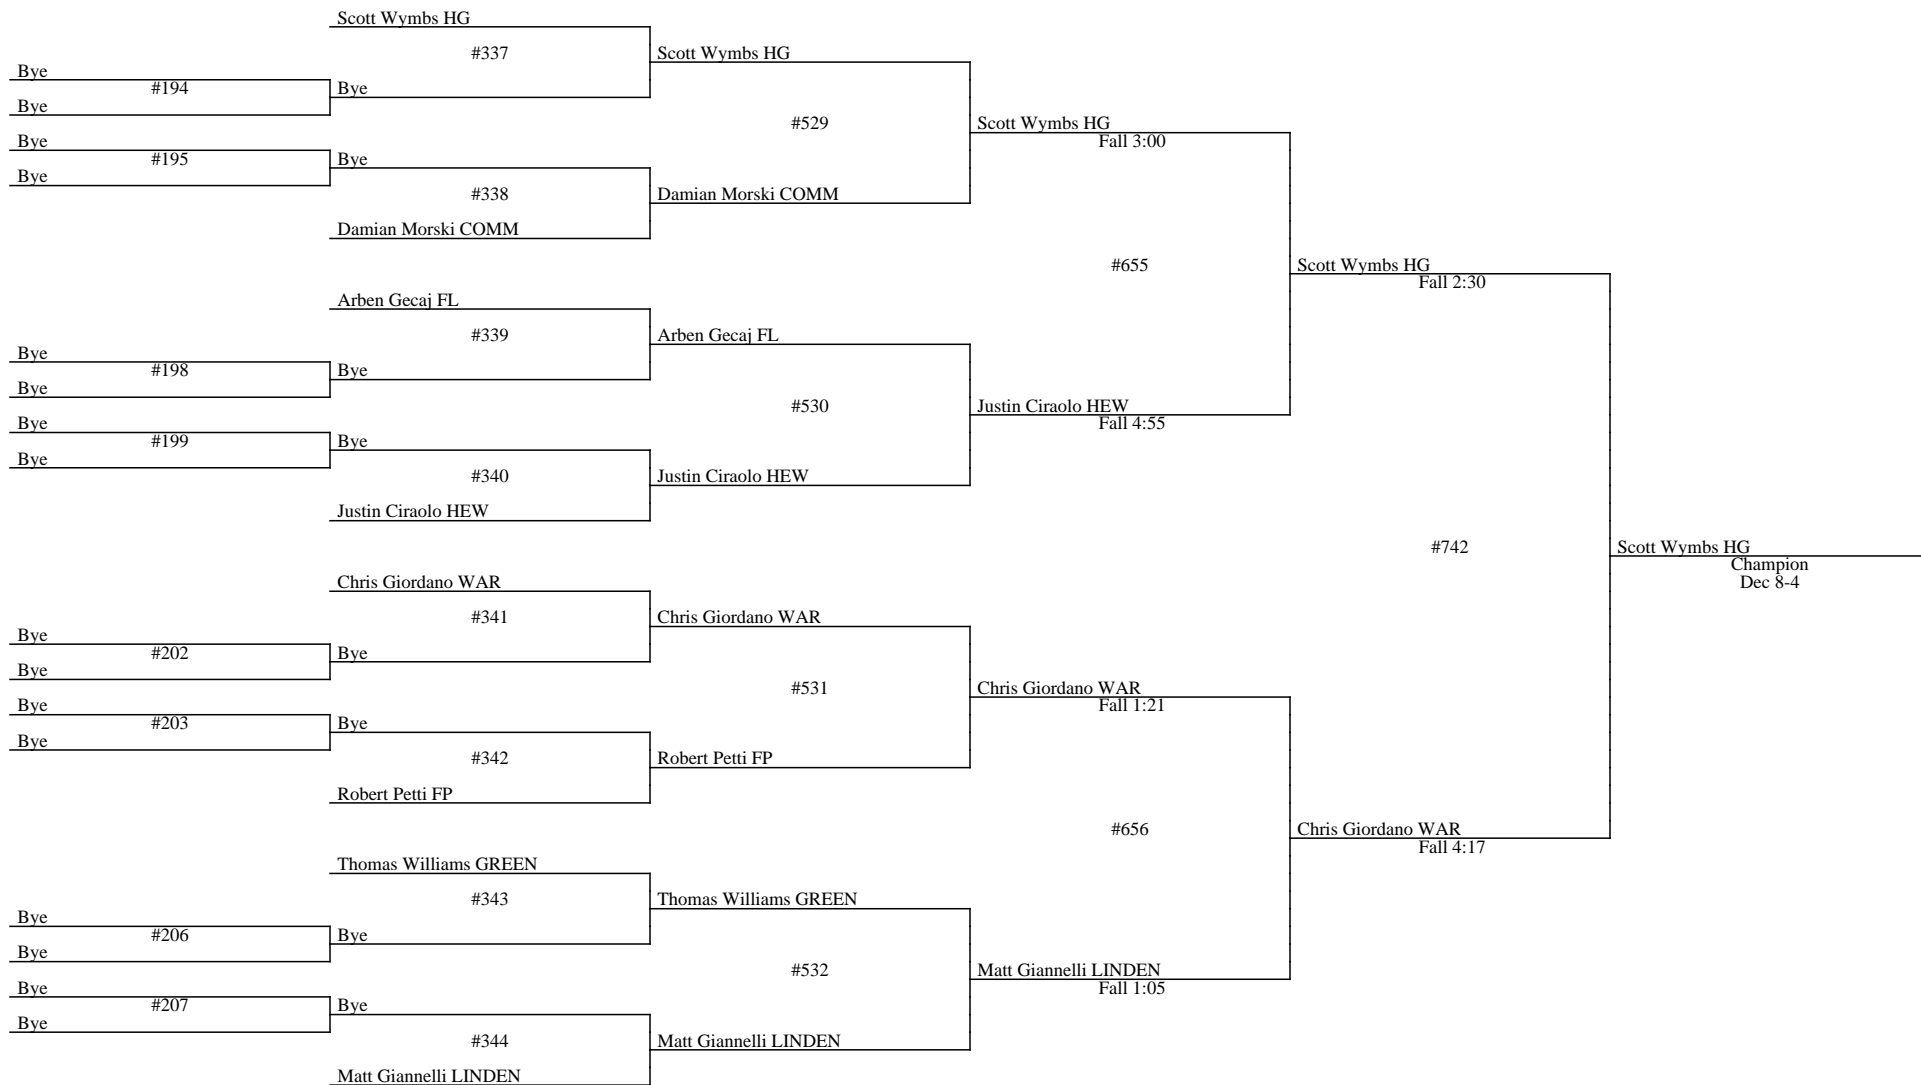 Scott Wymbs HG
#337
Scott Wymbs HG
Bye
#194
Bye
Bye
#529
Bye
#195
Bye
Bye
#338
Damian Morski COMM
Damian Morski COMM
Scott Wymbs HG
Fall 3:00
#655
Scott Wymbs HG
Fall 2:30
Arben Gecaj FL
#339
Arben Gecaj FL
Bye
#198
Bye
Bye
#530
Justin Ciraolo HEW
Fall 4:55
Bye
#199
Bye
Bye
#340
Justin Ciraolo HEW
Justin Ciraolo HEW
#742
Scott Wymbs HG
Champion
Dec 8-4
Chris Giordano WAR
#341
Chris Giordano WAR
Bye
#202
Bye
Bye
#531
Chris Giordano WAR
Fall 1:21
Bye
#203
Bye
Bye
#342
Robert Petti FP
Robert Petti FP
#656
Chris Giordano WAR
Fall 4:17
Thomas Williams GREEN
#343
Thomas Williams GREEN
Bye
#206
Bye
Bye
#532
Matt Giannelli LINDEN
Fall 1:05
Bye
#207
Bye
Bye
#344
Matt Giannelli LINDEN
Matt Giannelli LINDEN